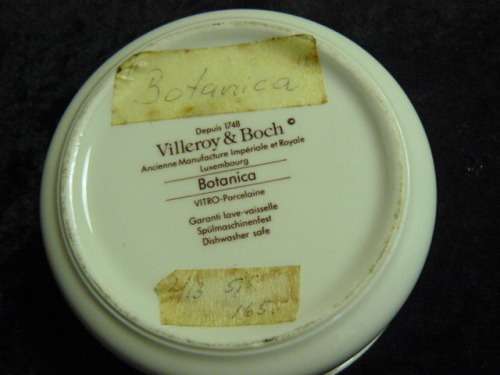 Botanica
Depuis 1748
Villeroy & Boch ©
Ancienne Manufacture Impériale et Royale
Luxembourg
Botanica
VITRO-Porcelaine
Garanti lave-vaisselle
Spülmaschinenfest
Dishwasher safe
165.-